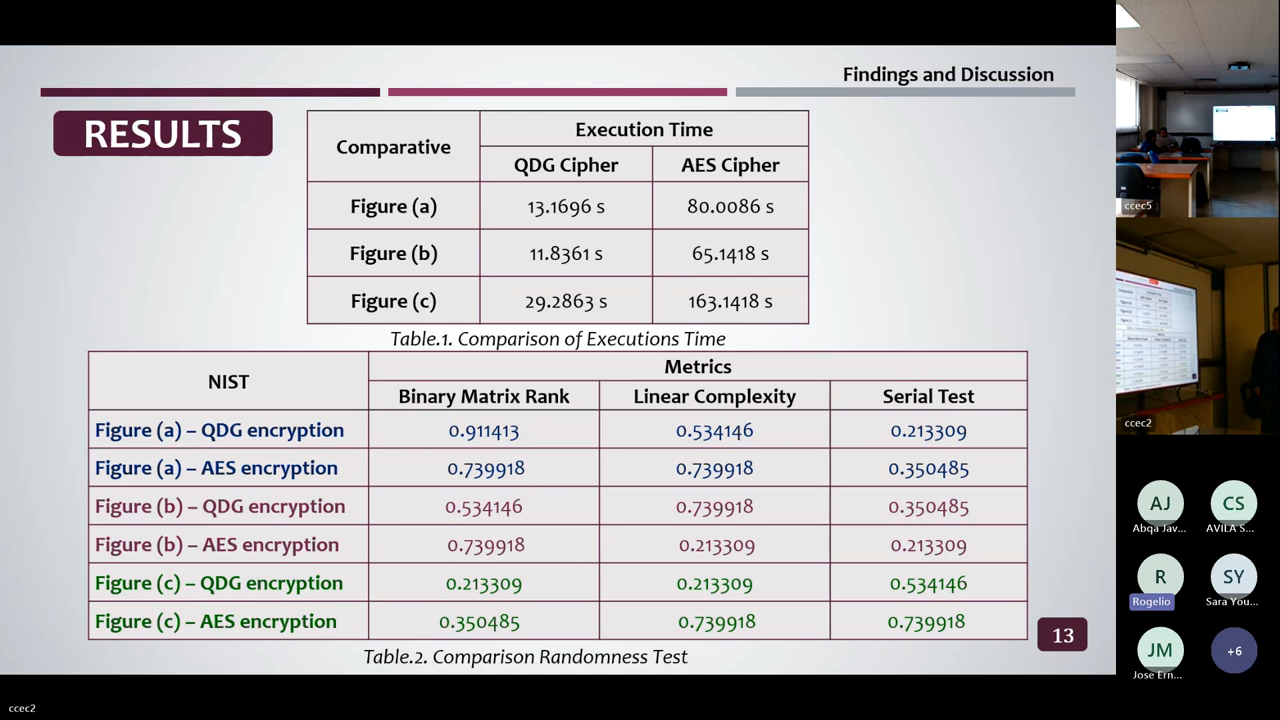 Findings and Discussion
RESULTS
Comparative
Execution Time
QDG Cipher
AES Cipher
Figure (a)
13.1696 s
80.0086 s
Figure (b)
11.8361 s
65.1418 s
Figure (c)
29.2863 s
163.1418 s
Table.1. Comparison of Executions Time
NIST
Metrics
Binary Matrix Rank
Linear Complexity
Serial Test
Figure (a) – QDG encryption
0.911413
0.534146
0.213309
Figure (a) – AES encryption
0.739918
0.739918
0.350485
Figure (b) – QDG encryption
0.534146
0.739918
0.350485
Figure (b) – AES encryption
0.739918
0.213309
0.213309
Figure (c) – QDG encryption
0.213309
0.213309
0.534146
Figure (c) – AES encryption
0.350485
0.739918
0.739918
Table.2. Comparison Randomness Test
13
ccec5
ccec2
AJ
Abqa Jav...
CS
AVILA S...
R
Rogelio
SY
Sara You...
JM
Jose Ern...
+6
ccec2